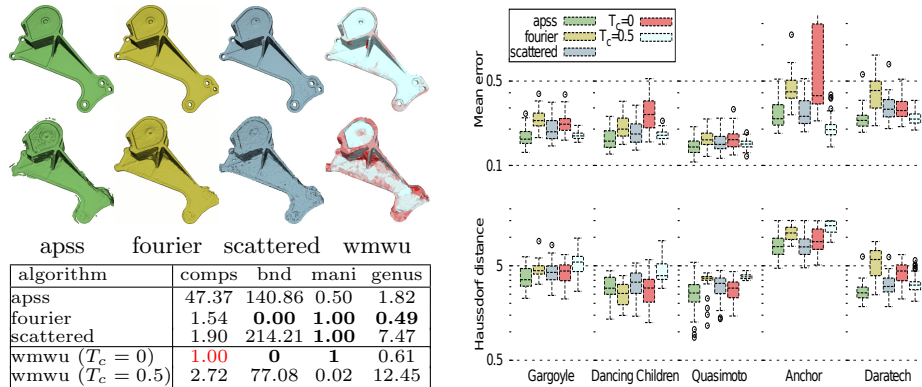 apss fourier scattered wmwu
algorithm comps bnd mani genus
apss 47.37 140.86 0.50 1.82
fourier 1.54 0.00 1.00 0.49
scattered 1.90 214.21 1.00 7.47
wmwu (T_c = 0) 1.00 0 1 0.61
wmwu (T_c = 0.5) 2.72 77.08 0.02 12.45
apss T_c=0
fourier T_c=0.5
scattered
Mean error
0.5
0.1
Haussdorf distance
5
0.5
Gargoyle Dancing Children Quasimoto Anchor Daratech